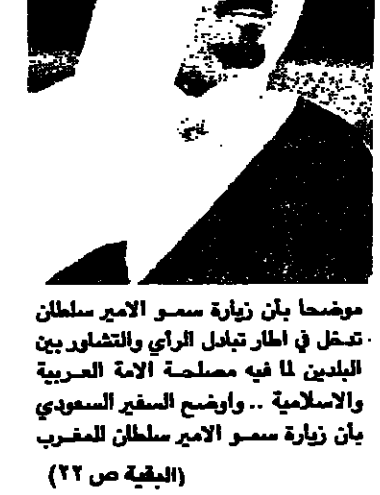 موضحا بأن زيارة سمو الامير سلطان
تدخل في اطار تبادل الرأي والتشاور بين
البلدين لما فيه مصلحة الامة العربية
والاسلامية .. واوضح السفير السعودي
بأن زيارة سمو الامير سلطان للمغرب
(البقية ص ٢٢)